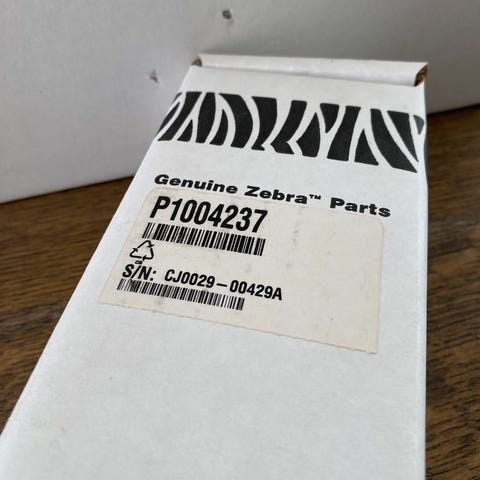 Genuine Zebra™ Parts
P1004237
S/N: CJ0029-00429A